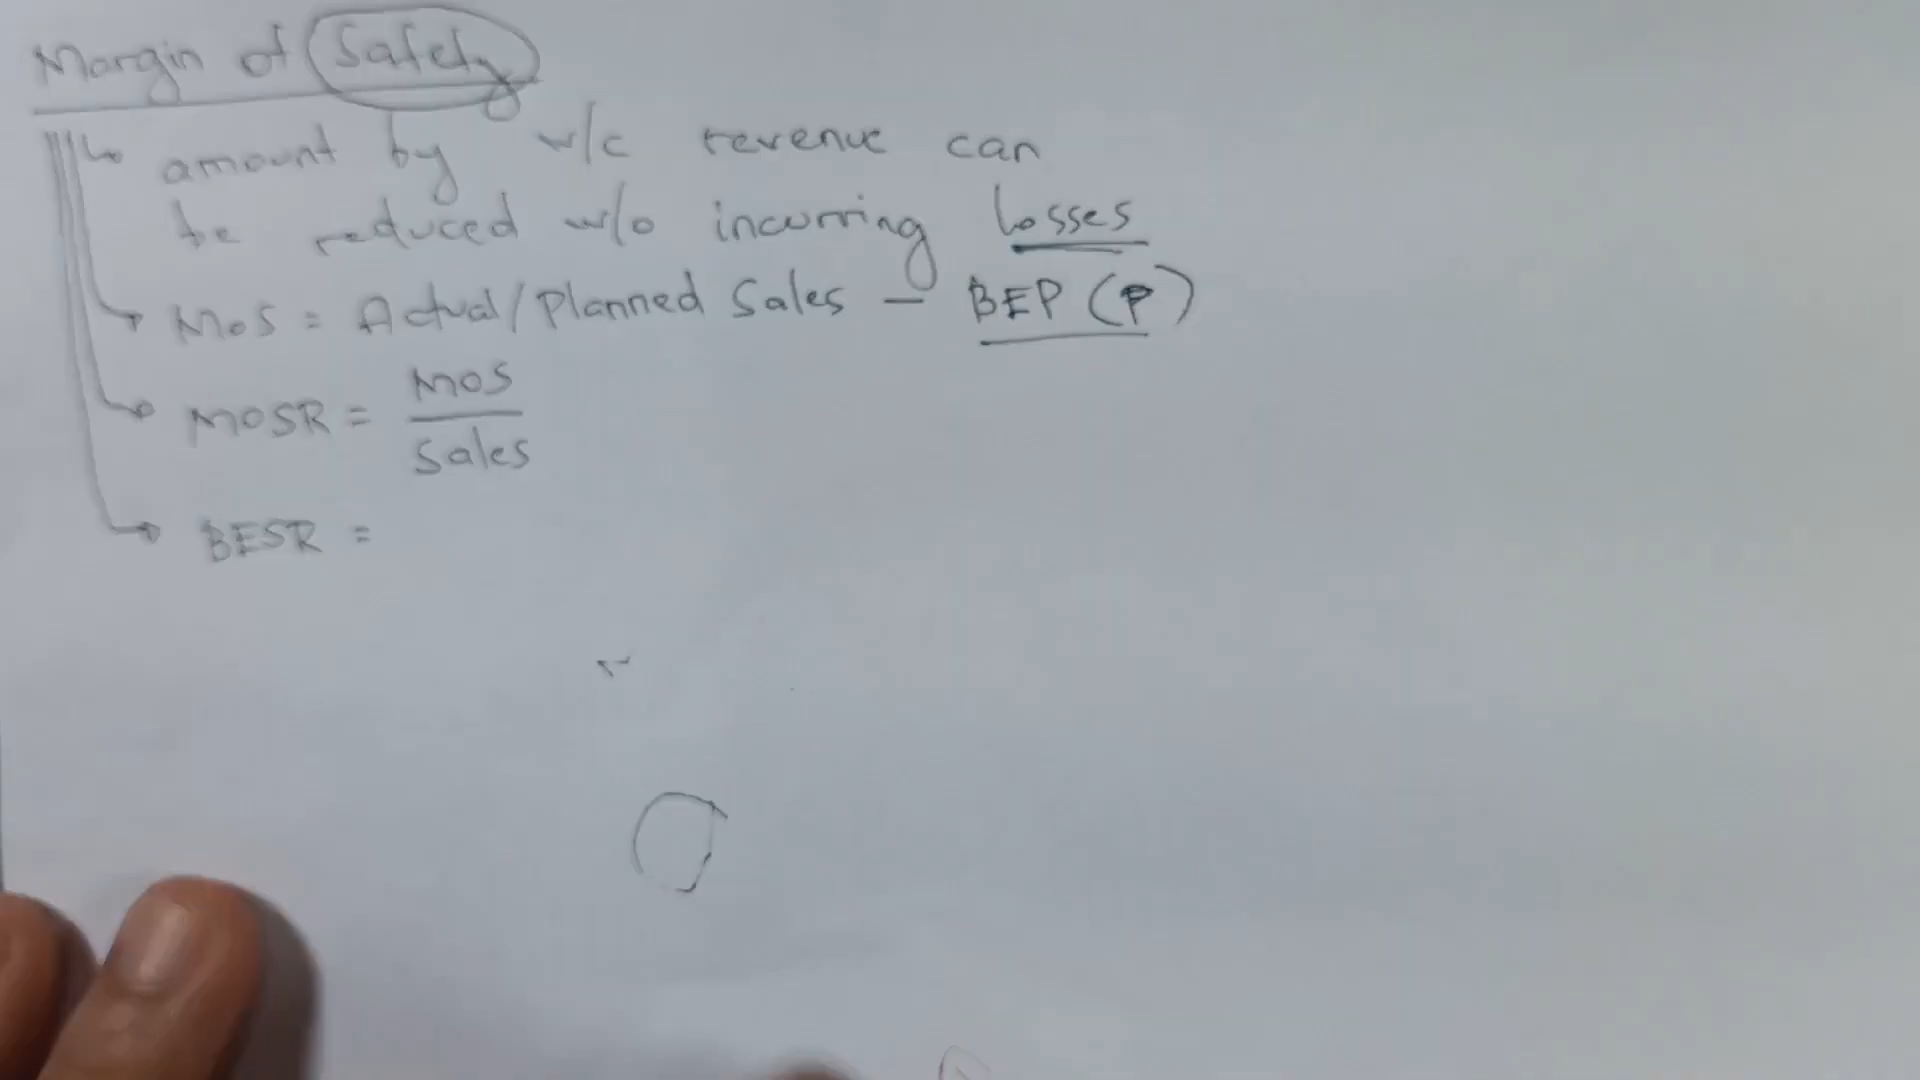 Margin of Safety
amount by w/c revenue can
be reduced w/o incurring losses
MOS = Actual/Planned Sales - BEP (₱)
MOSR = MOS
Sales
BESR =